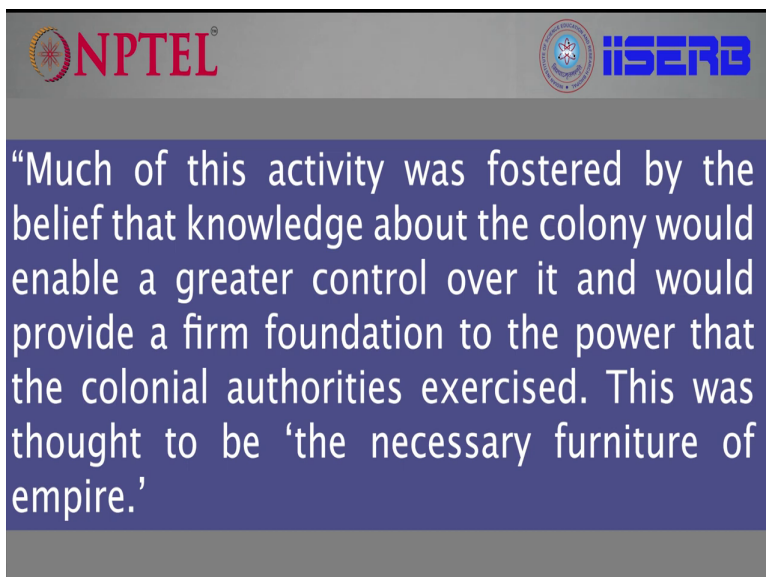 NPTEL
iiSERB
“Much of this activity was fostered by the
belief that knowledge about the colony would
enable a greater control over it and would
provide a firm foundation to the power that
the colonial authorities exercised. This was
thought to be ‘the necessary furniture of
empire.’